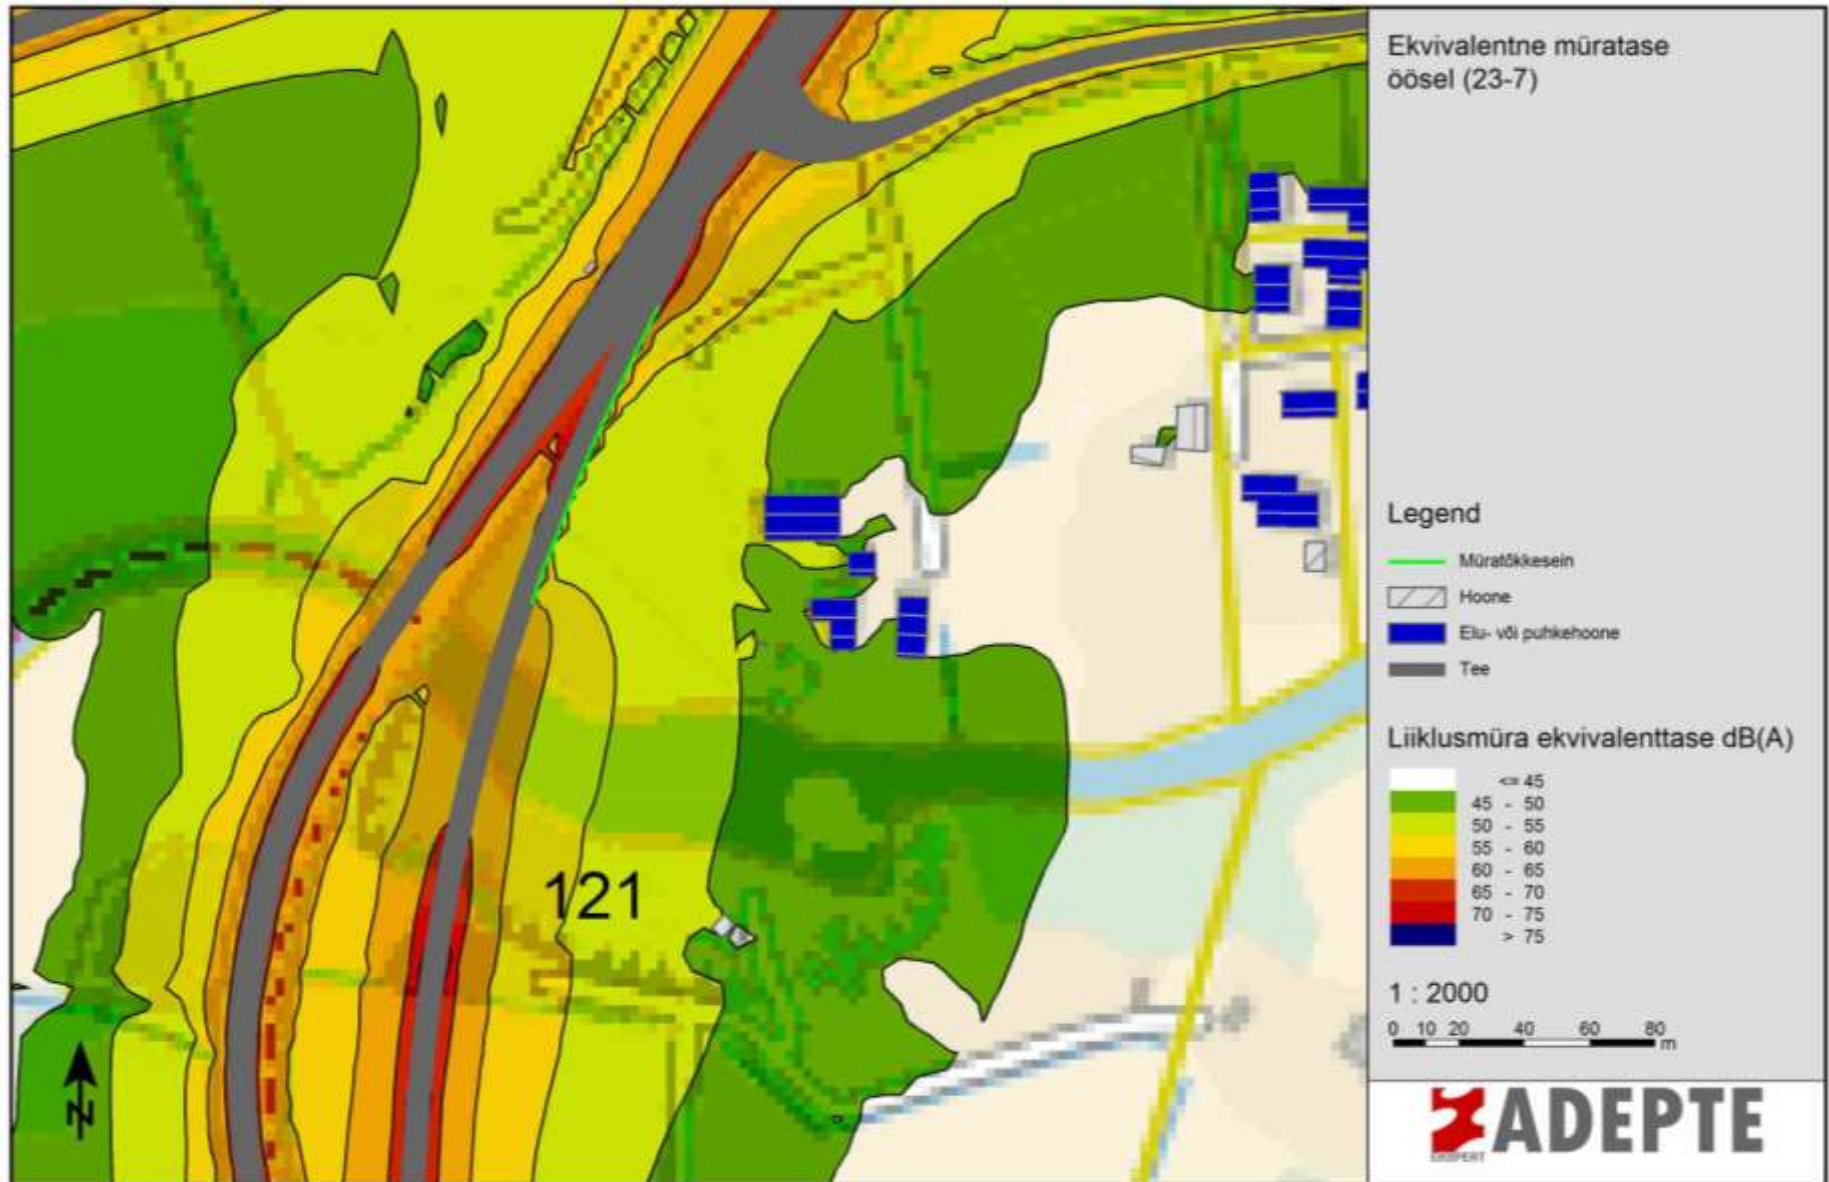 Ekvivalentne müratase
öösel (23-7)
Legend
Müratõkkesein
Hoone
Elu- või puhkehoone
Tee
Liiklusmüra ekvivalenttase dB(A)
<= 45
45 - 50
50 - 55
55 - 60
60 - 65
65 - 70
70 - 75
> 75
1 : 2000
0 10 20 40 60 80
m
121
N
ADEPTE
EKSPERT